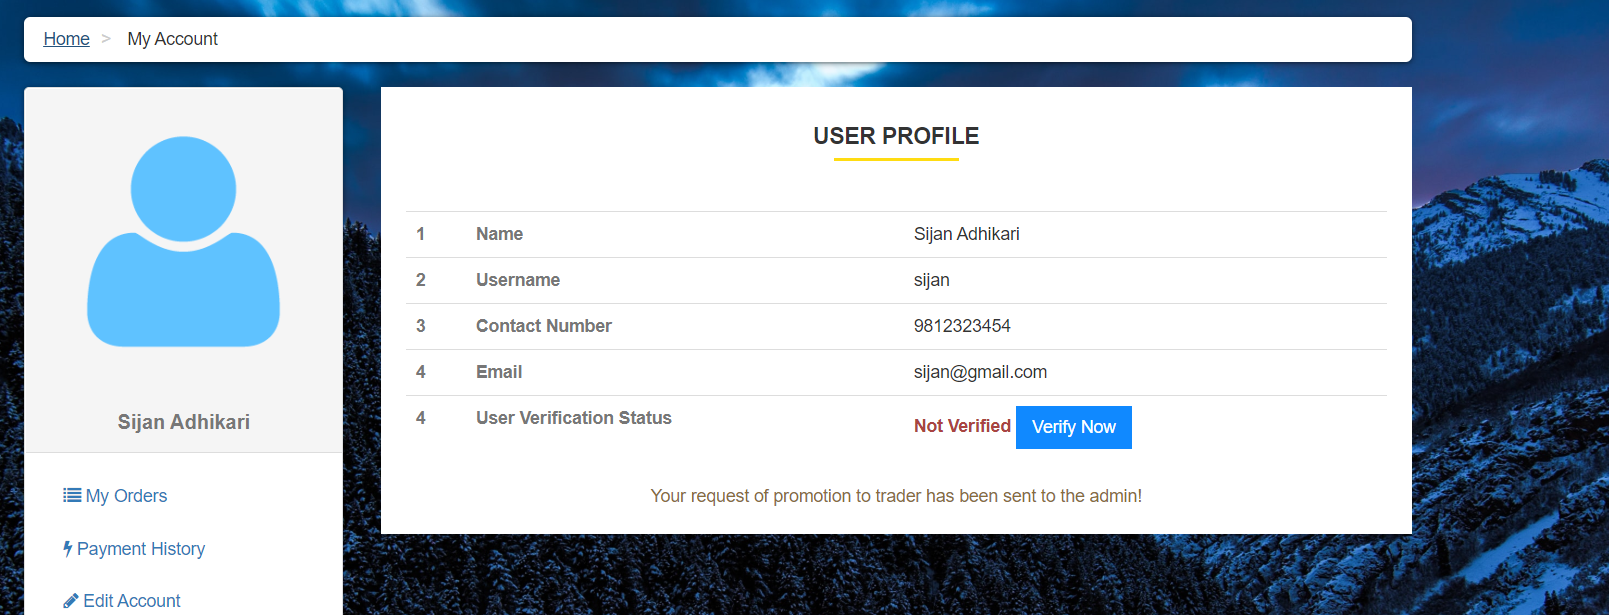 Home > My Account
Sijan Adhikari
My Orders
Payment History
Edit Account
USER PROFILE
1 Name Sijan Adhikari
2 Username sijan
3 Contact Number 9812323454
4 Email sijan@gmail.com
4 User Verification Status Not Verified Verify Now
Your request of promotion to trader has been sent to the admin!